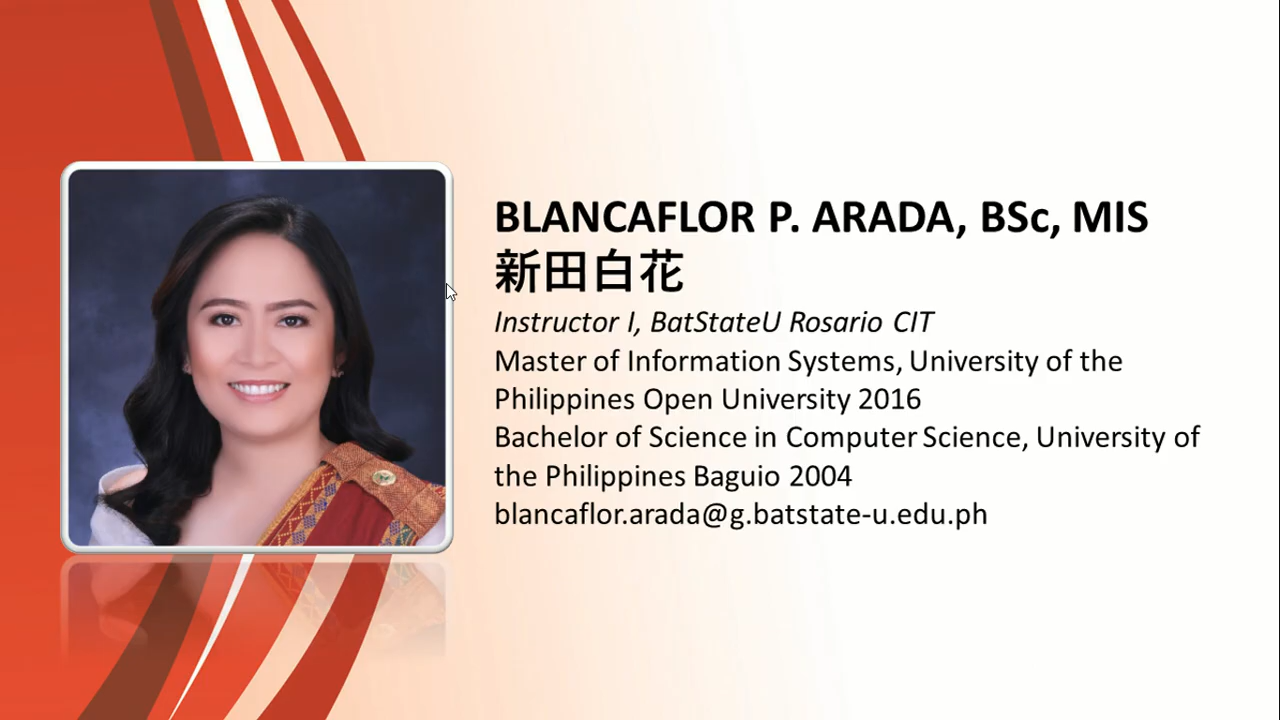 BLANCAFLOR P. ARADA, BSc, MIS
新田白花
Instructor I, BatStateU Rosario CIT
Master of Information Systems, University of the
Philippines Open University 2016
Bachelor of Science in Computer Science, University of
the Philippines Baguio 2004
blancaflor.arada@g.batstate-u.edu.ph